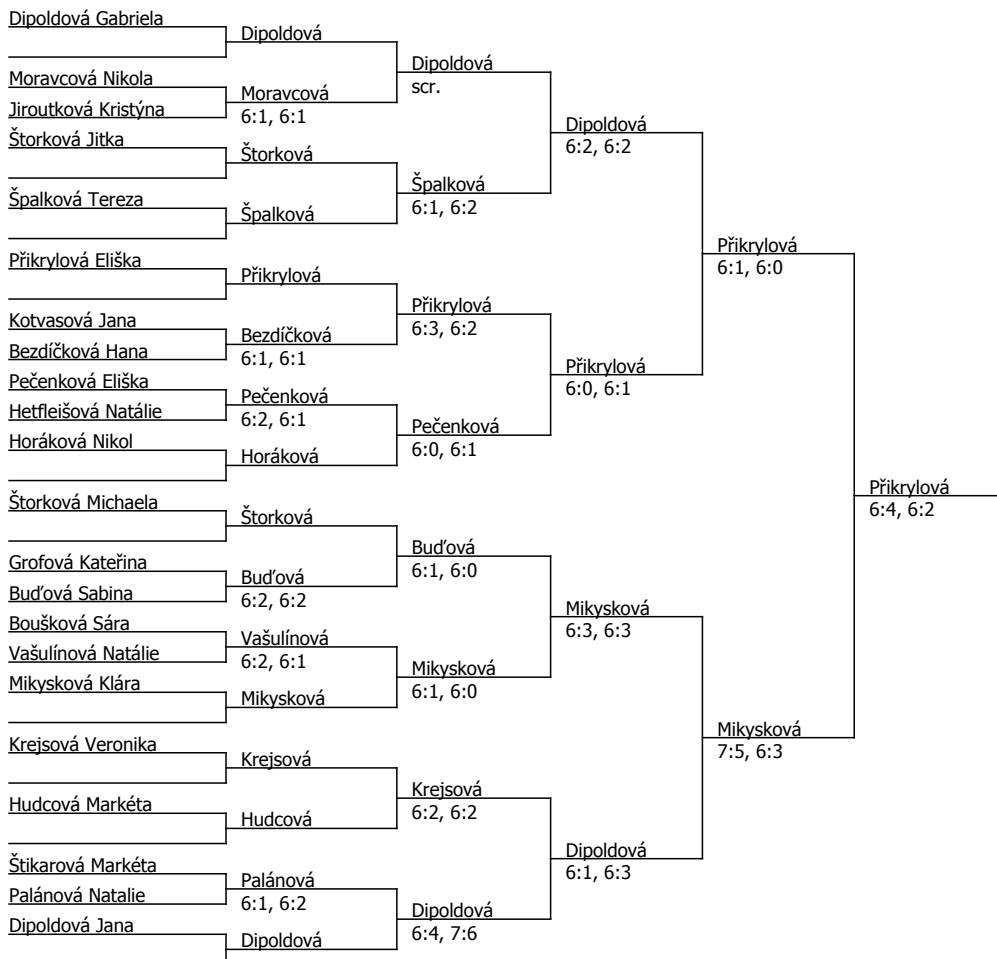 Dipoldová Gabriela
Dipoldová
Dipoldová
scr.
Moravcová Nikola
Moravcová
6:1, 6:1
Jiroutková Kristýna
Dipoldová
6:2, 6:2
Štorková Jitka
Štorková
Špalková
6:1, 6:2
Špalková Tereza
Špalková
Přikrylová
6:1, 6:0
Přikrylová Eliška
Přikrylová
Přikrylová
6:3, 6:2
Kotvasová Jana
Bezdíčková
6:1, 6:1
Bezdíčková Hana
Přikrylová
6:0, 6:1
Pečenková Eliška
Pečenková
6:2, 6:1
Hetfleišová Natálie
Pečenková
6:0, 6:1
Horáková Nikol
Horáková
Přikrylová
6:4, 6:2
Štorková Michaela
Štorková
Buďová
6:1, 6:0
Grofová Kateřina
Buďová
6:2, 6:2
Buďová Sabina
Mikysková
6:3, 6:3
Boušková Sára
Vašulínová
6:2, 6:1
Vašulínová Natálie
Mikysková
6:1, 6:0
Mikysková Klára
Mikysková
Mikysková
7:5, 6:3
Krejsová Veronika
Krejsová
Krejsová
6:2, 6:2
Hudcová Markéta
Hudcová
Dipoldová
6:1, 6:3
Štikarová Markéta
Palánová
6:1, 6:2
Palánová Natalie
Dipoldová
6:4, 7:6
Dipoldová Jana
Dipoldová